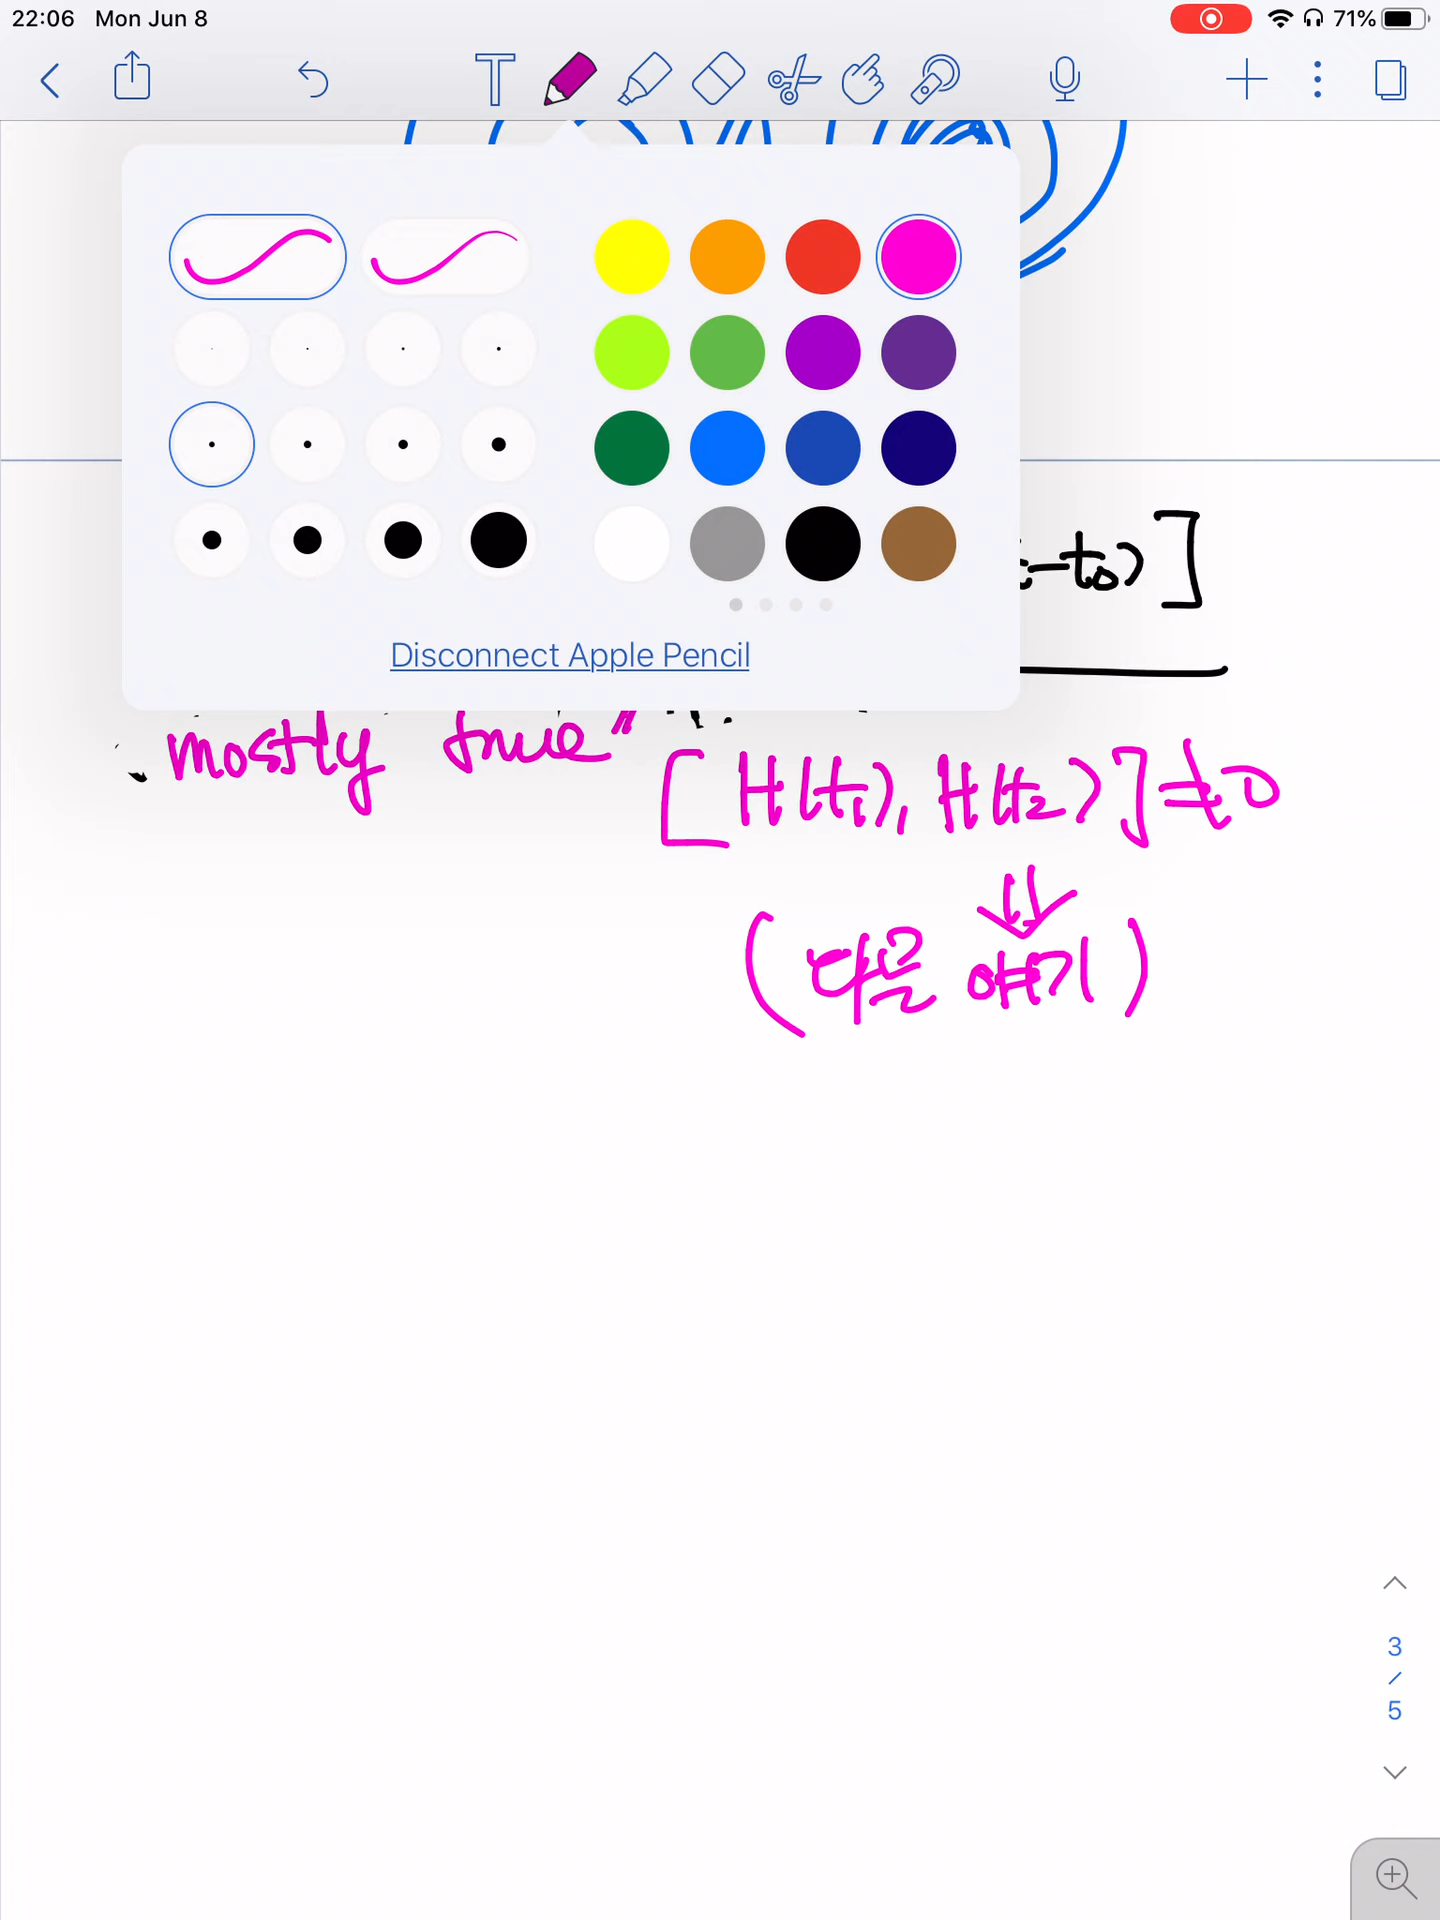 22:06 Mon Jun 8 71%
T
t-t₀)]
Disconnect Apple Pencil
mostly true"
[H(t₁), H(t₂)]≠0
⇓
(다음 얘기)
3
/
5